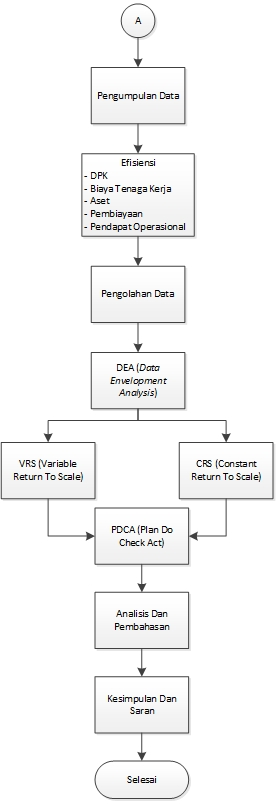 A
Pengumpulan Data
Efisiensi
- DPK
- Biaya Tenaga Kerja
- Aset
- Pembiayaan
- Pendapat Operasional
Pengolahan Data
DEA (Data
Envelopment
Analysis)
VRS (Variable
Return To Scale)
CRS (Constant
Return To Scale)
PDCA (Plan Do
Check Act)
Analisis Dan
Pembahasan
Kesimpulan Dan
Saran
Selesai